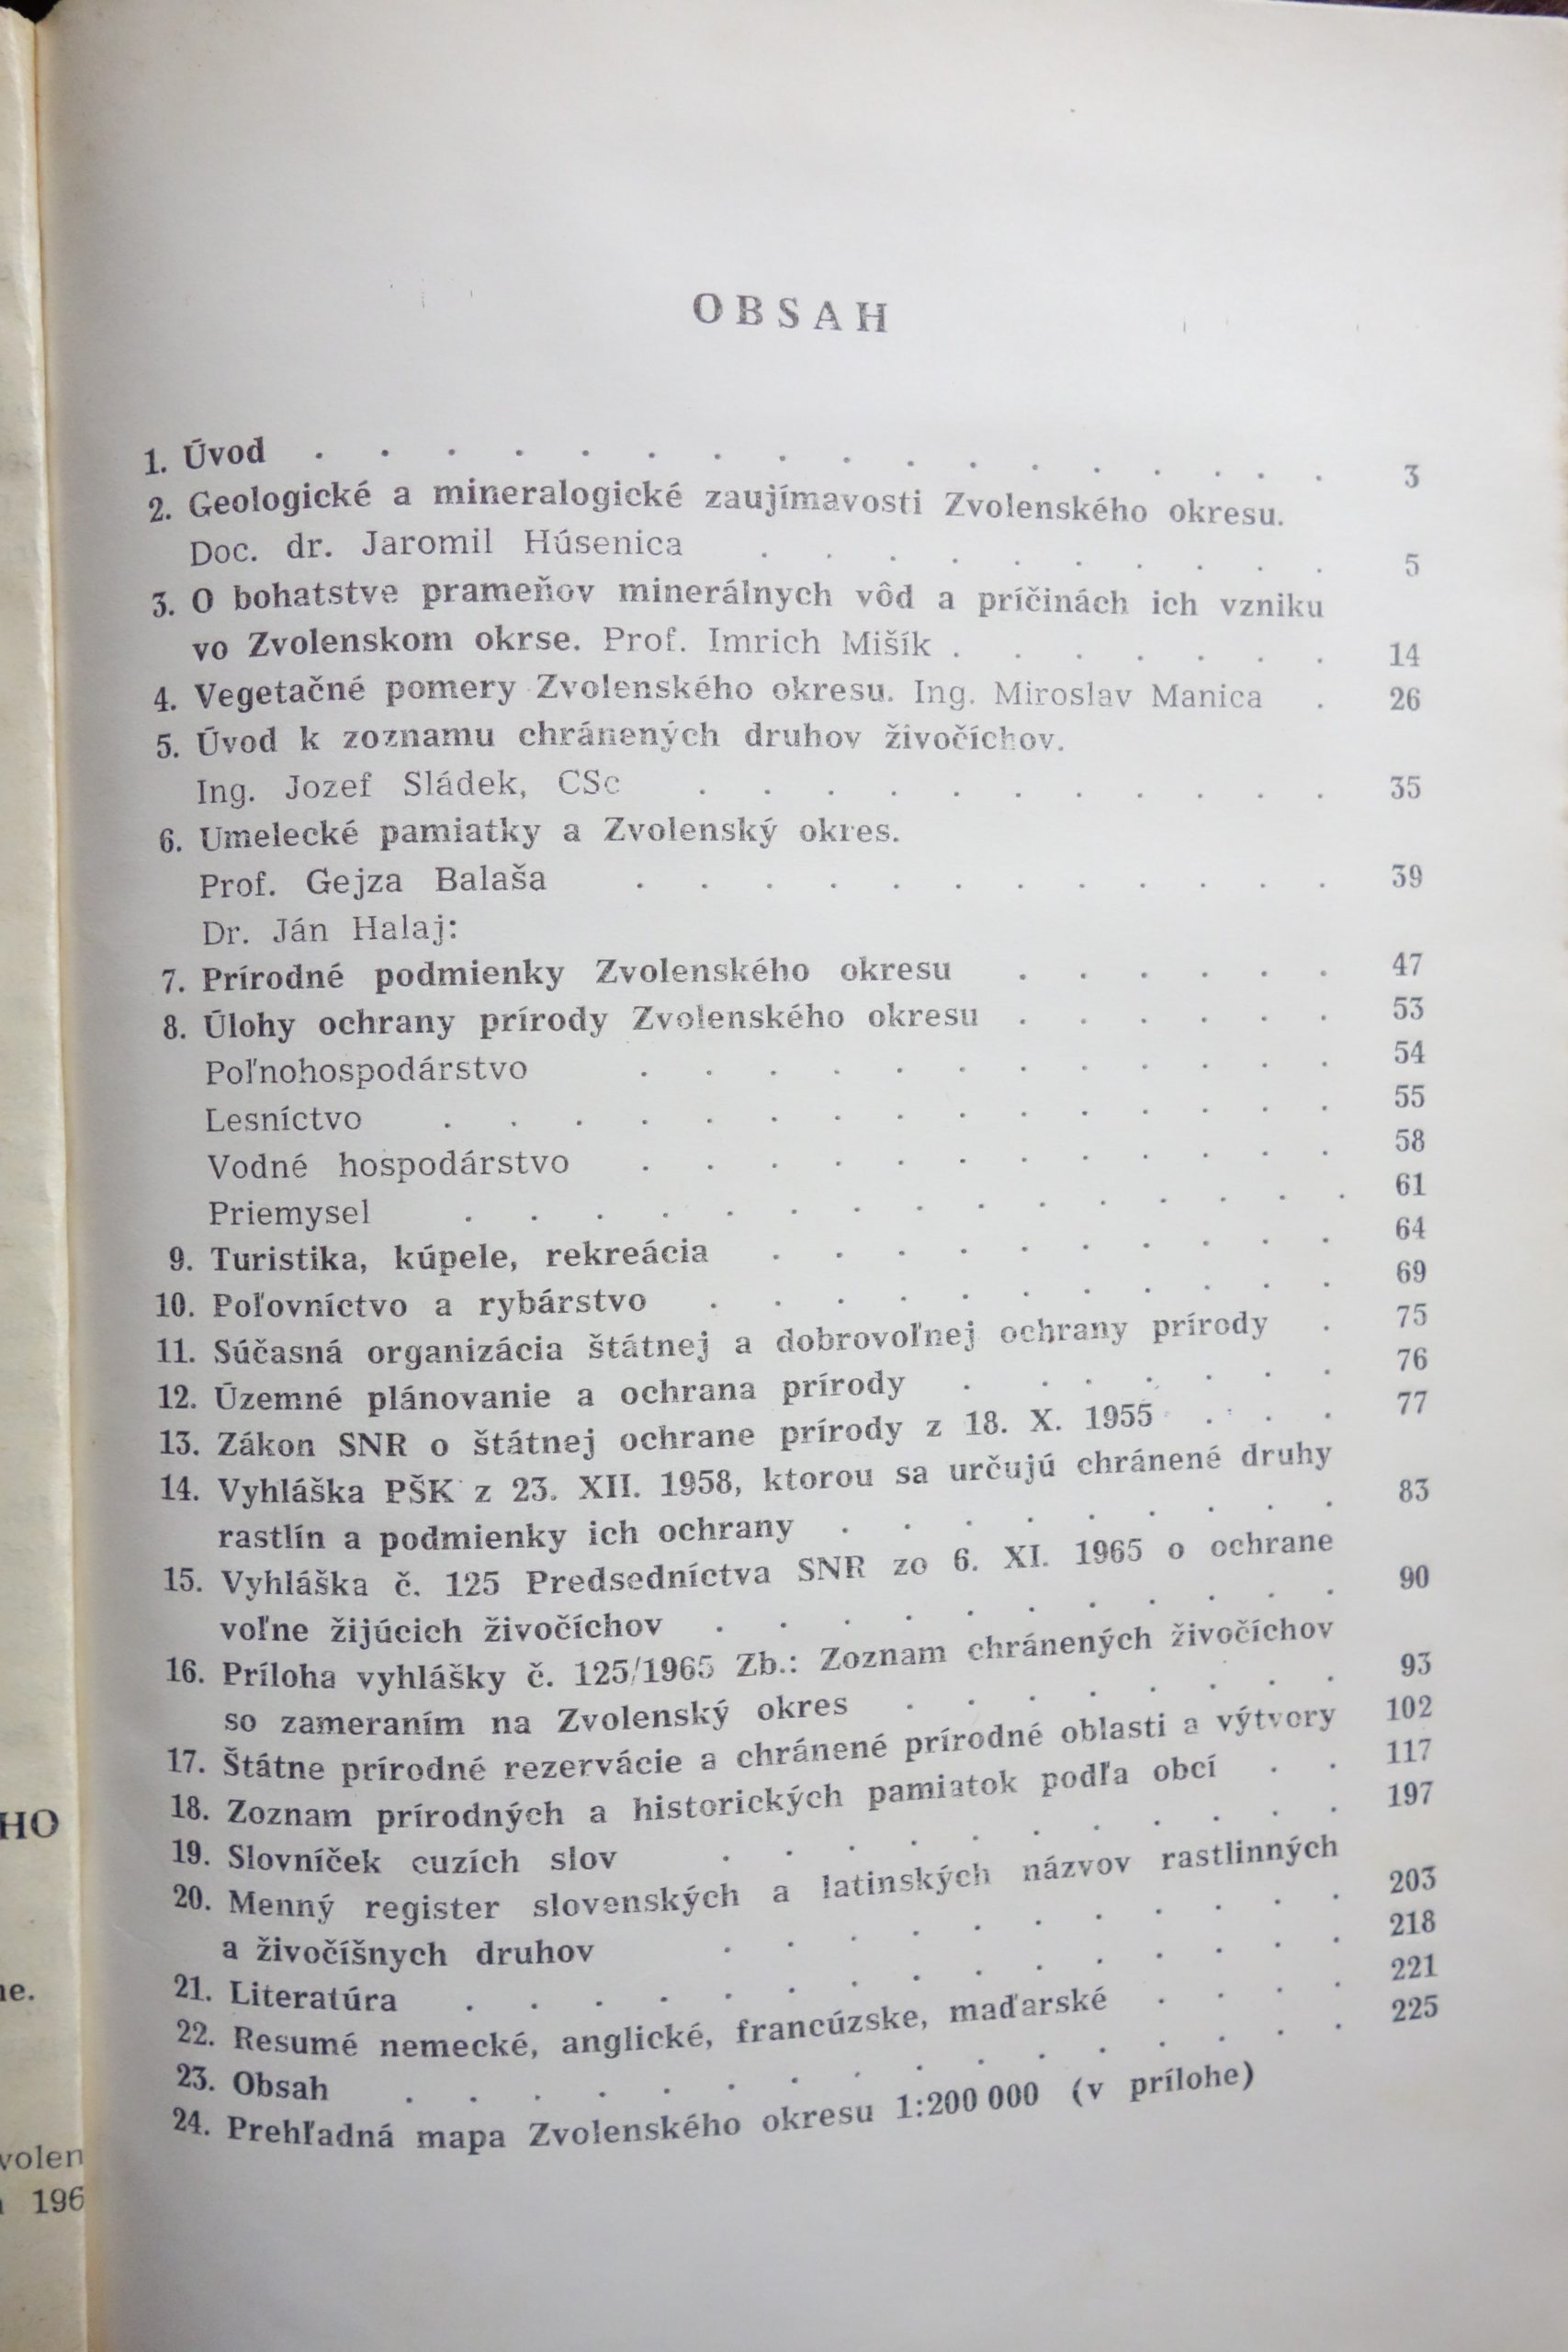 OBSAH
1. Úvod . . . . . . . . . . . . . . . . . 3
2. Geologické a mineralogické zaujímavosti Zvolenského okresu.
Doc. dr. Jaromil Húsenica . . . . . . . . . . 5
3. O bohatstve prameňov minerálnych vôd a príčinách ich vzniku
vo Zvolenskom okrse. Prof. Imrich Mišík . . . . . . . 14
4. Vegetačné pomery Zvolenského okresu. Ing. Miroslav Manica . 26
5. Úvod k zoznamu chránených druhov živočíchov.
Ing. Jozef Sládek, CSc . . . . . . . . . . . 35
6. Umelecké pamiatky a Zvolenský okres.
Prof. Gejza Balaša . . . . . . . . . . . . 39
Dr. Ján Halaj:
7. Prírodné podmienky Zvolenského okresu . . . . . . 47
8. Úlohy ochrany prírody Zvolenského okresu . . . . . . 53
Poľnohospodárstvo . . . . . . . . . . . . 54
Lesníctvo . . . . . . . . . . . . . . . 55
Vodné hospodárstvo . . . . . . . . . . . . 58
Priemysel . . . . . . . . . . . . . . . 61
9. Turistika, kúpele, rekreácia . . . . . . . . . . 64
10. Poľovníctvo a rybárstvo . . . . . . . . . . . 69
11. Súčasná organizácia štátnej a dobrovoľnej ochrany prírody . 75
12. Územné plánovanie a ochrana prírody . . . . . . . 76
13. Zákon SNR o štátnej ochrane prírody z 18. X. 1955 . . . 77
14. Vyhláška PŠK z 23. XII. 1958, ktorou sa určujú chránené druhy
rastlín a podmienky ich ochrany . . . . . . . . . 83
15. Vyhláška č. 125 Predsedníctva SNR zo 6. XI. 1965 o ochrane
voľne žijúcich živočíchov . . . . . . . . . . . 90
16. Príloha vyhlášky č. 125/1965 Zb.: Zoznam chránených živočíchov
so zameraním na Zvolenský okres . . . . . . . . 93
17. Štátne prírodné rezervácie a chránené prírodné oblasti a výtvory 102
18. Zoznam prírodných a historických pamiatok podľa obcí . . 117
19. Slovníček cuzích slov . . . . . . . . . . . 197
20. Menný register slovenských a latinských názvov rastlinných
a živočíšnych druhov . . . . . . . . . . . 203
21. Literatúra . . . . . . . . . . . . . . . 218
22. Resumé nemecké, anglické, francúzske, maďarské . . . . 221
23. Obsah . . . . . . . . . . . . . . . . 225
24. Prehľadná mapa Zvolenského okresu 1:200 000 (v prílohe)
HO
ne.
volen
196